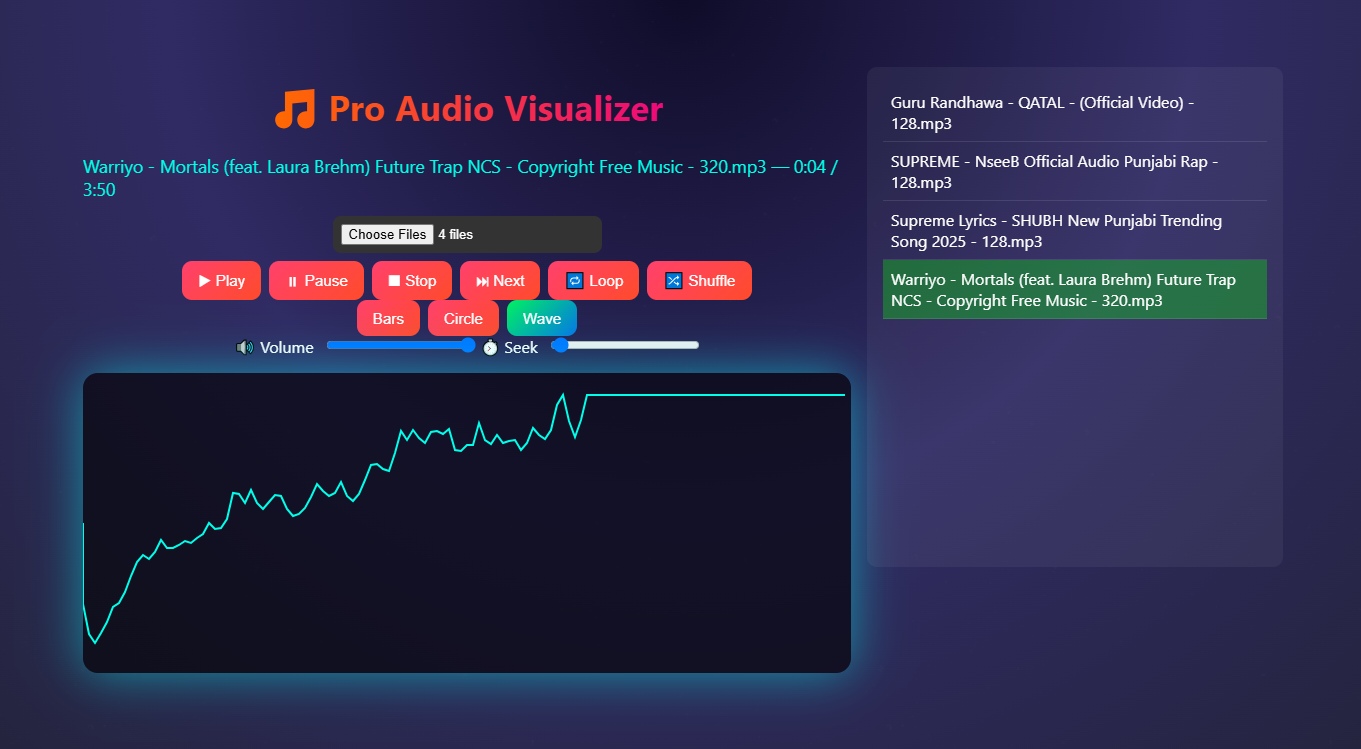 🎵 Pro Audio Visualizer
Warriyo - Mortals (feat. Laura Brehm) Future Trap NCS - Copyright Free Music - 320.mp3 — 0:04 /
3:50
Choose Files 4 files
▶ Play
⏸ Pause
⏹ Stop
⏭ Next
🔁 Loop
🔀 Shuffle
Bars
Circle
Wave
🔊 Volume
⏱ Seek
Guru Randhawa - QATAL - (Official Video) -
128.mp3
SUPREME - NseeB Official Audio Punjabi Rap -
128.mp3
Supreme Lyrics - SHUBH New Punjabi Trending
Song 2025 - 128.mp3
Warriyo - Mortals (feat. Laura Brehm) Future Trap
NCS - Copyright Free Music - 320.mp3